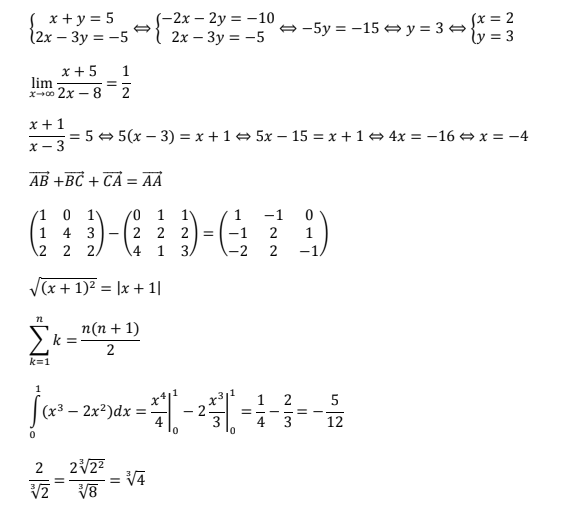 {x + y = 5 / 2x − 3y = −5 ⇔ {−2x − 2y = −10 / 2x − 3y = −5 ⇔ −5y = −15 ⇔ y = 3 ⇔ {x = 2 / y = 3
lim_{x→∞} (x + 5)/(2x − 8) = 1/2
(x + 1)/(x − 3) = 5 ⇔ 5(x − 3) = x + 1 ⇔ 5x − 15 = x + 1 ⇔ 4x = −16 ⇔ x = −4
\overrightarrow{AB} + \overrightarrow{BC} + \overrightarrow{CA} = \overrightarrow{AA}
(1 0 1 / 1 4 3 / 2 2 2) − (0 1 1 / 2 2 2 / 4 1 3) = (1 −1 0 / −1 2 1 / −2 2 −1)
√((x + 1)²) = |x + 1|
∑_{k=1}^{n} k = n(n + 1)/2
∫_0^1 (x³ − 2x²)dx = x⁴/4 |_0^1 − 2 x³/3 |_0^1 = 1/4 − 2/3 = −5/12
2/∛2 = 2∛(2²)/∛8 = ∛4